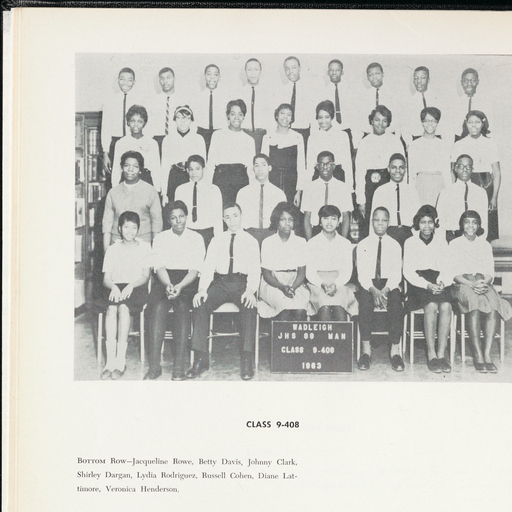 WADLEIGH
JHS 88 MAN
CLASS 9-408
1963
CLASS 9-408
BOTTOM ROW—Jacqueline Rowe, Betty Davis, Johnny Clark,
Shirley Dargan, Lydia Rodriguez, Russell Cohen, Diane Lat-
timore, Veronica Henderson.